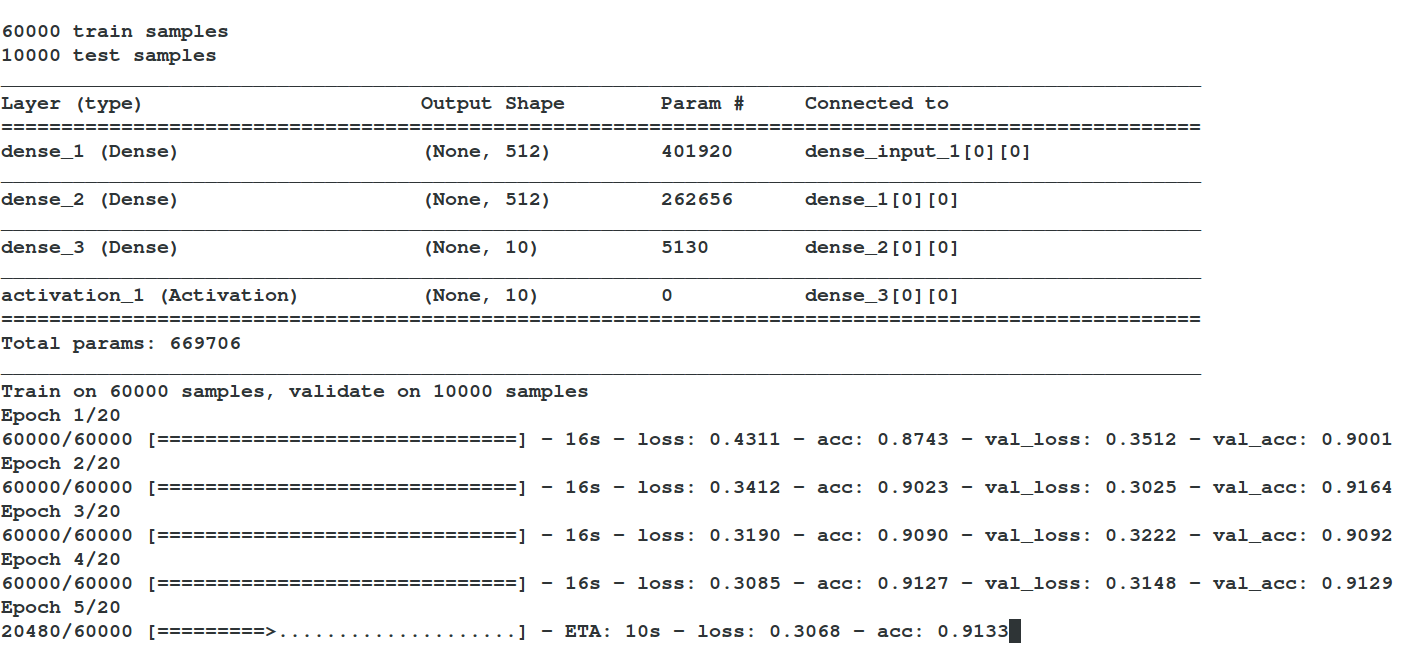 60000 train samples
10000 test samples
____________________________________________________________________________________________________
Layer (type)                       Output Shape        Param #     Connected to
====================================================================================================
dense_1 (Dense)                    (None, 512)         401920      dense_input_1[0][0]
____________________________________________________________________________________________________
dense_2 (Dense)                    (None, 512)         262656      dense_1[0][0]
____________________________________________________________________________________________________
dense_3 (Dense)                    (None, 10)          5130        dense_2[0][0]
____________________________________________________________________________________________________
activation_1 (Activation)          (None, 10)          0           dense_3[0][0]
====================================================================================================
Total params: 669706
____________________________________________________________________________________________________
Train on 60000 samples, validate on 10000 samples
Epoch 1/20
60000/60000 [==============================] - 16s - loss: 0.4311 - acc: 0.8743 - val_loss: 0.3512 - val_acc: 0.9001
Epoch 2/20
60000/60000 [==============================] - 16s - loss: 0.3412 - acc: 0.9023 - val_loss: 0.3025 - val_acc: 0.9164
Epoch 3/20
60000/60000 [==============================] - 16s - loss: 0.3190 - acc: 0.9090 - val_loss: 0.3222 - val_acc: 0.9092
Epoch 4/20
60000/60000 [==============================] - 16s - loss: 0.3085 - acc: 0.9127 - val_loss: 0.3148 - val_acc: 0.9129
Epoch 5/20
20480/60000 [=========>....................] - ETA: 10s - loss: 0.3068 - acc: 0.9133